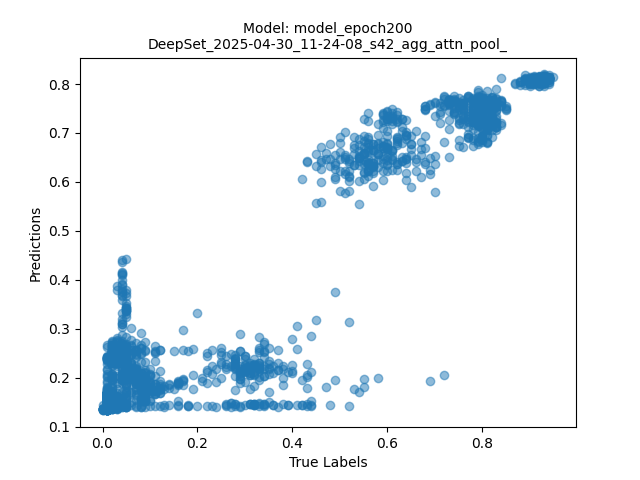 Model: model_epoch200
DeepSet_2025-04-30_11-24-08_s42_agg_attn_pool_
0.8
0.7
0.6
0.5
0.4
0.3
0.2
0.1
Predictions
0.0 0.2 0.4 0.6 0.8
True Labels